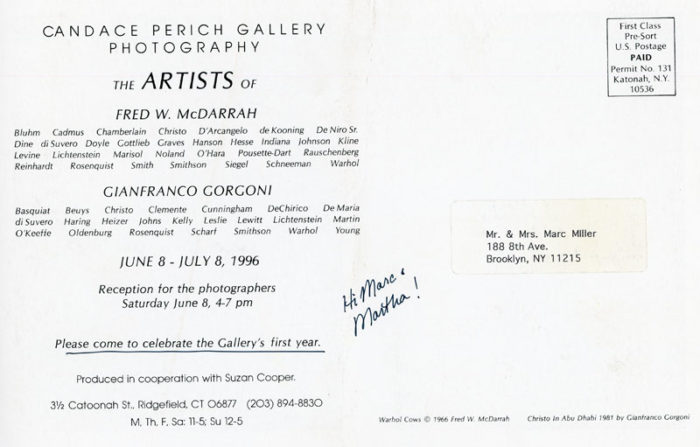 CANDACE PERICH GALLERY
PHOTOGRAPHY
THE ARTISTS OF
FRED W. McDARRAH
Bluhm Cadmus Chamberlain Christo D'Arcangelo de Kooning De Niro Sr.
Dine di Suvero Doyle Gottlieb Graves Hanson Hesse Indiana Johnson Kline
Levine Lichtenstein Marisol Noland O'Hara Pousette-Dart Rauschenberg
Reinhardt Rosenquist Smith Smithson Siegel Schneeman Warhol
GIANFRANCO GORGONI
Basquiat Beuys Christo Clemente Cunningham DeChirico De Maria
di Suvero Haring Heizer Johns Kelly Leslie Lewitt Lichtenstein Martin
O'Keffe Oldenburg Rosenquist Scharf Smithson Warhol Young
JUNE 8 - JULY 8, 1996
Reception for the photographers
Saturday June 8, 4-7 pm
Please come to celebrate the Gallery's first year.
Produced in cooperation with Suzan Cooper.
3½ Catoonah St., Ridgefield, CT 06877 (203) 894-8830
M, Th, F, Sa: 11-5; Su 12-5
First Class
Pre-Sort
U.S. Postage
PAID
Permit No. 131
Katonah, N.Y.
10536
Mr. & Mrs. Marc Miller
188 8th Ave.
Brooklyn, NY 11215
Hi Marc &
Martha!
Warhol Cows © 1966 Fred W. McDarrah Christo in Abu Dhabi 1981 by Gianfranco Gorgoni